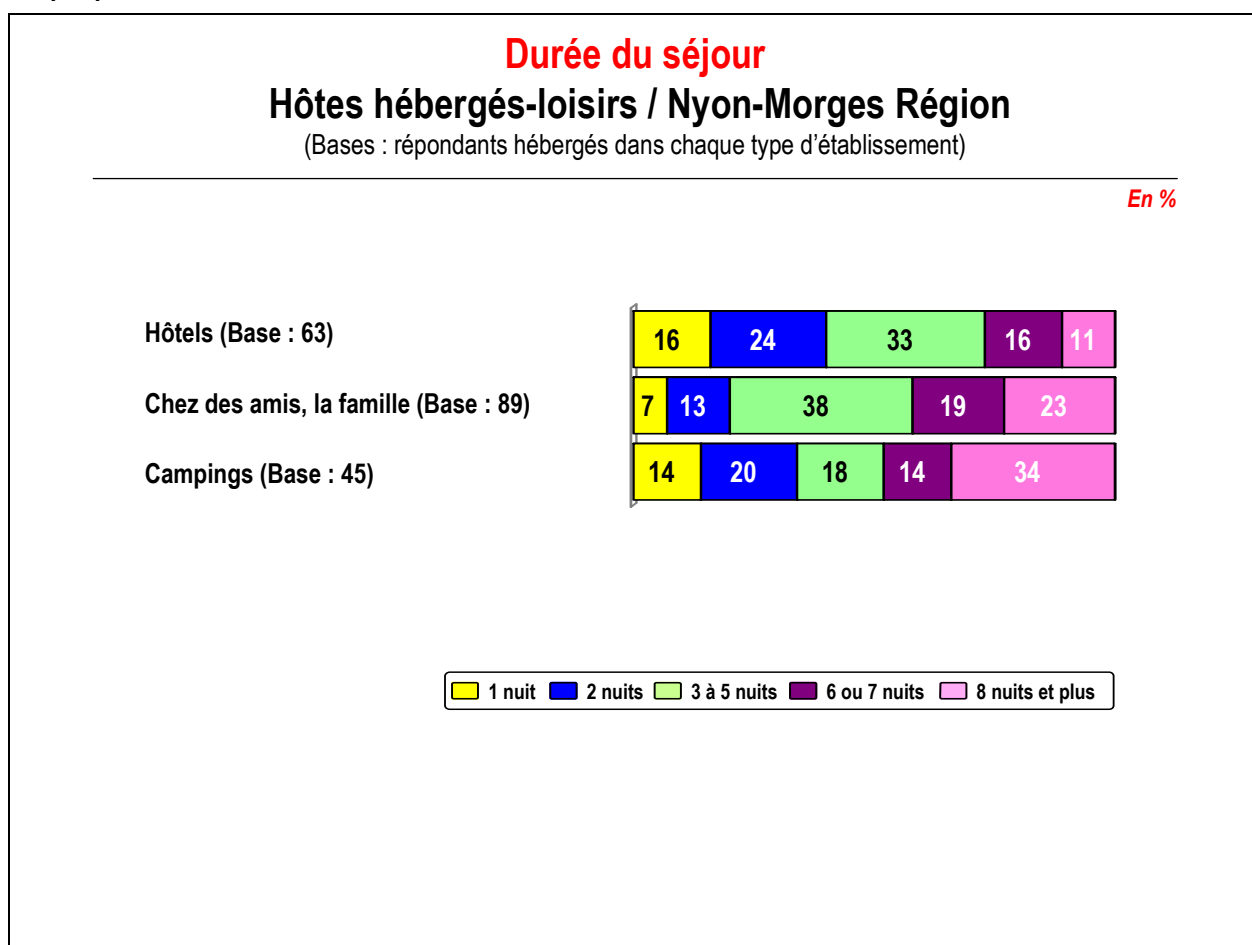 Durée du séjour
Hôtes hébergés-loisirs / Nyon-Morges Région
(Bases : répondants hébergés dans chaque type d'établissement)
En %
Hôtels (Base : 63)
16 24 33 16 11
Chez des amis, la famille (Base : 89)
7 13 38 19 23
Campings (Base : 45)
14 20 18 14 34
1 nuit 2 nuits 3 à 5 nuits 6 ou 7 nuits 8 nuits et plus